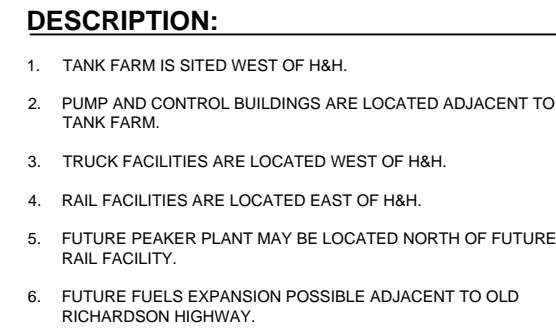 DESCRIPTION:
1. TANK FARM IS SITED WEST OF H&H.
2. PUMP AND CONTROL BUILDINGS ARE LOCATED ADJACENT TO
TANK FARM.
3. TRUCK FACILITIES ARE LOCATED WEST OF H&H.
4. RAIL FACILITIES ARE LOCATED EAST OF H&H.
5. FUTURE PEAKER PLANT MAY BE LOCATED NORTH OF FUTURE
RAIL FACILITY.
6. FUTURE FUELS EXPANSION POSSIBLE ADJACENT TO OLD
RICHARDSON HIGHWAY.